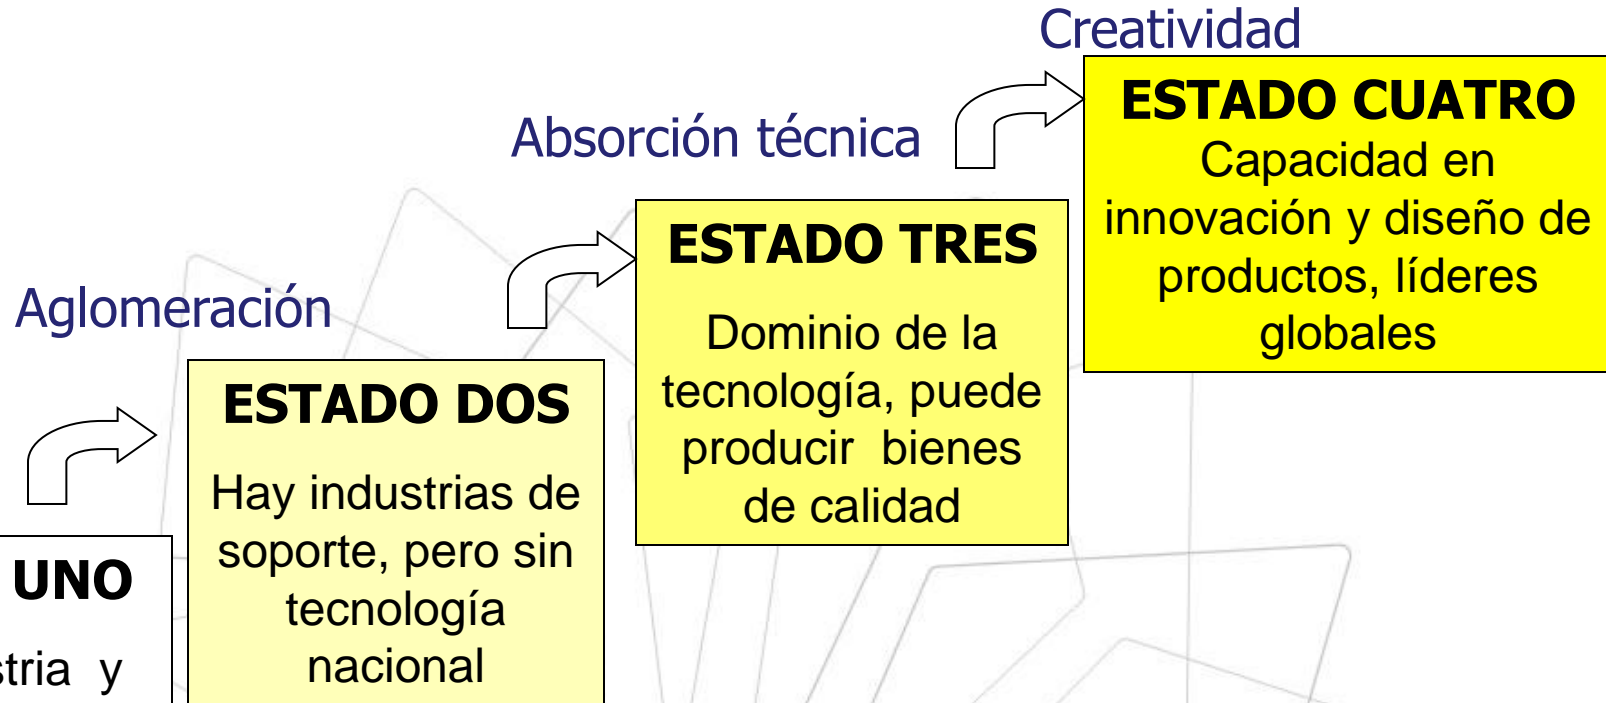 Creatividad
ESTADO CUATRO
Capacidad en
innovación y diseño de
productos, líderes
globales
Absorción técnica
ESTADO TRES
Dominio de la
tecnología, puede
producir bienes
de calidad
Aglomeración
ESTADO DOS
Hay industrias de
soporte, pero sin
tecnología
nacional
UNO
stria y